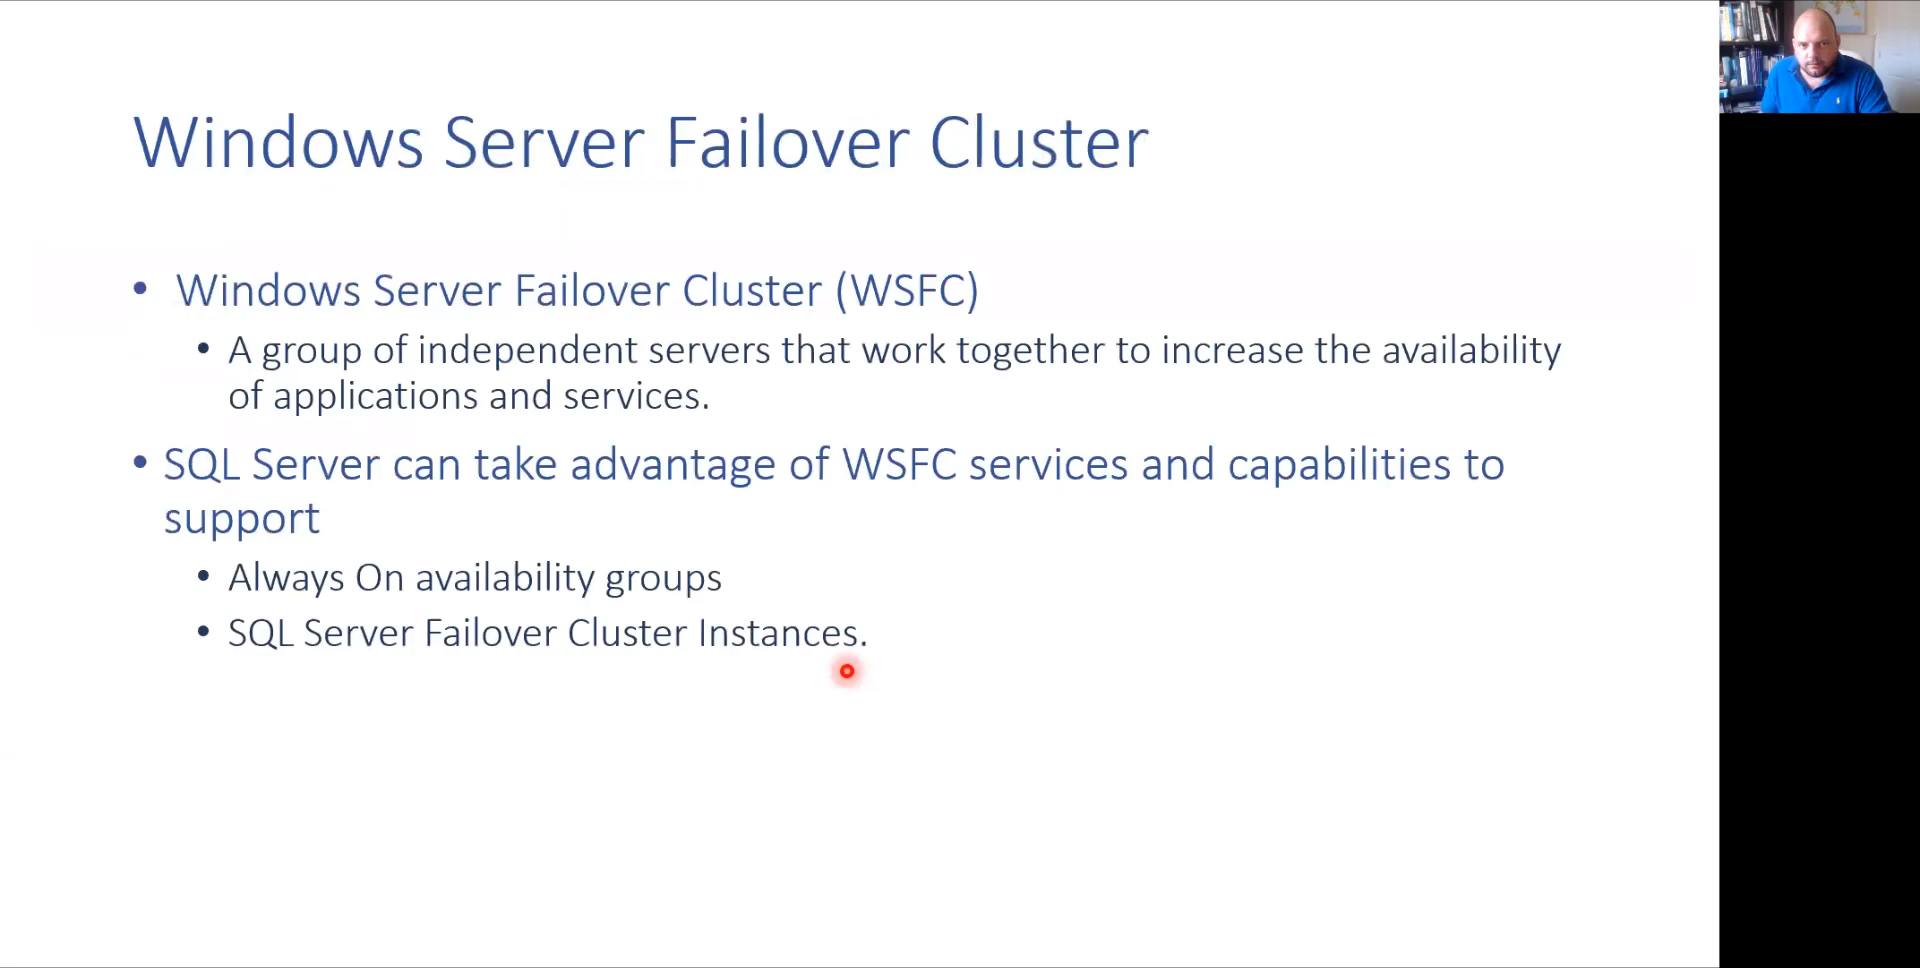 Windows Server Failover Cluster
• Windows Server Failover Cluster (WSFC)
• A group of independent servers that work together to increase the availability
of applications and services.
• SQL Server can take advantage of WSFC services and capabilities to
support
• Always On availability groups
• SQL Server Failover Cluster Instances.